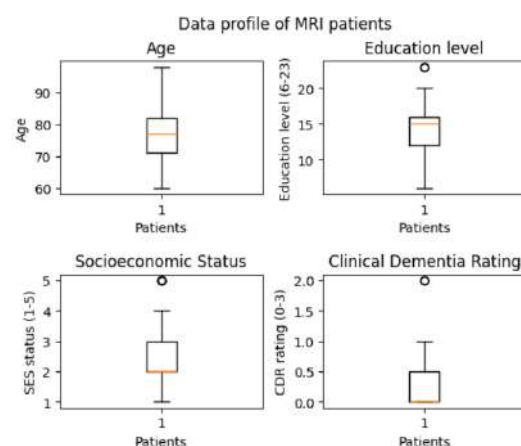 Data profile of MRI patients
Age
Age
90
80
70
60
1
Patients
Education level
Education level (6-23)
20
15
10
1
Patients
Socioeconomic Status
SES status (1-5)
5
4
3
2
1
1
Patients
Clinical Dementia Rating
CDR rating (0-3)
2.0
1.5
1.0
0.5
0.0
1
Patients